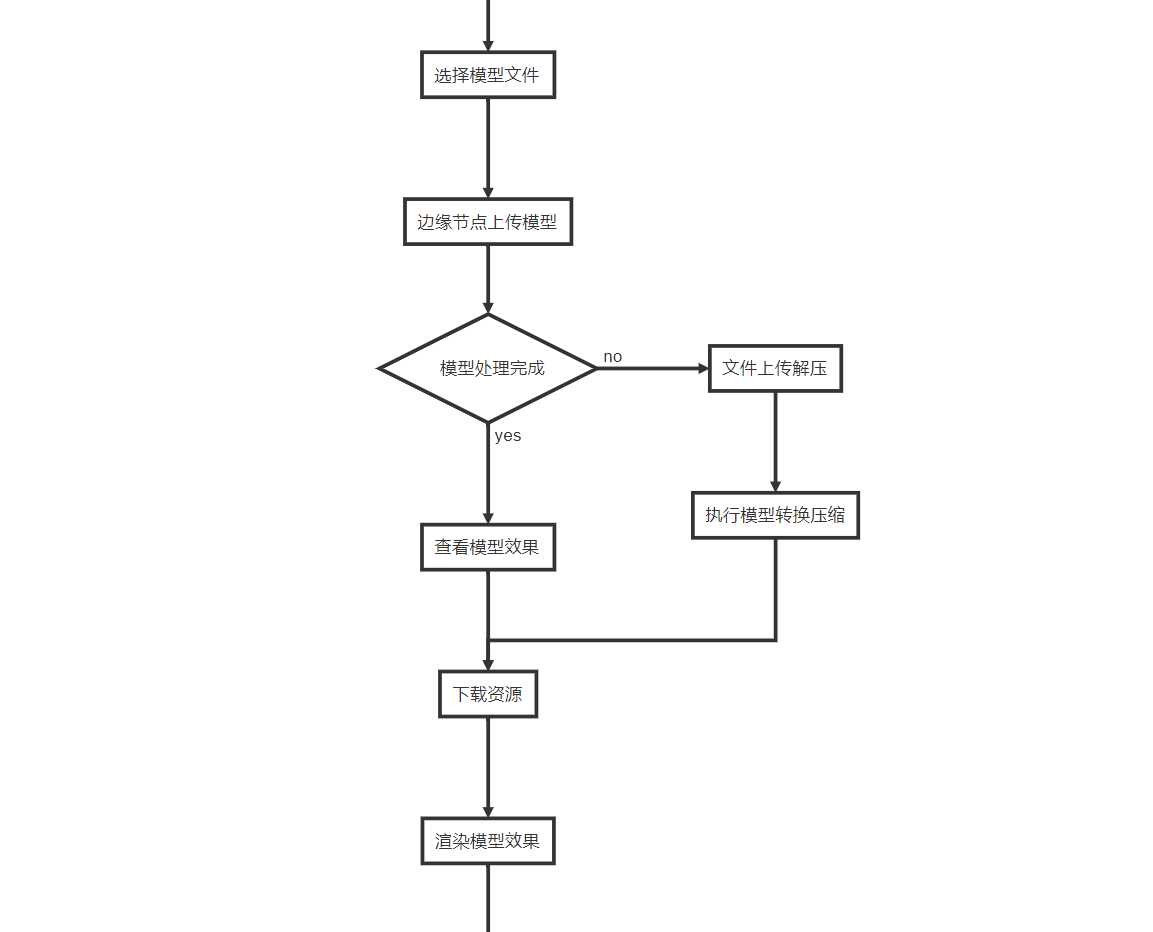 选择模型文件
边缘节点上传模型
模型处理完成
no
文件上传解压
yes
执行模型转换压缩
查看模型效果
下载资源
渲染模型效果